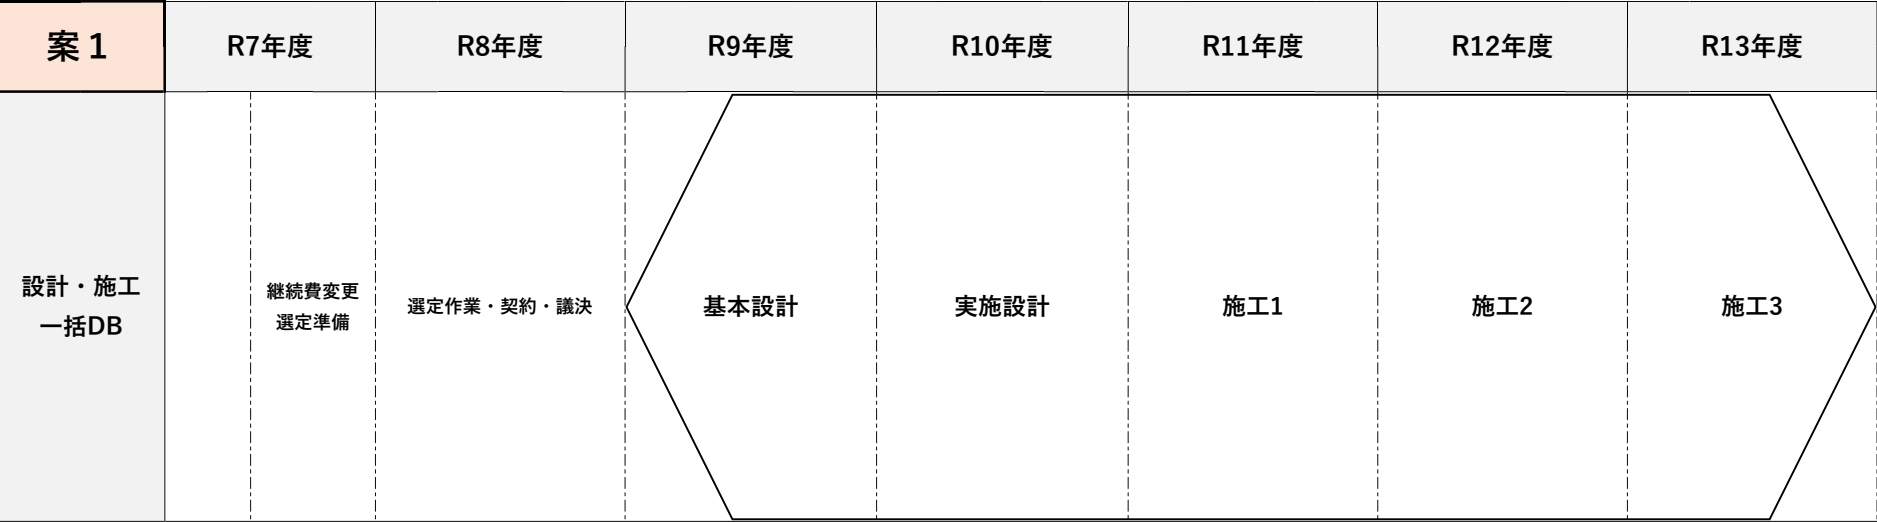 案１
R7年度
R8年度
R9年度
R10年度
R11年度
R12年度
R13年度
設計・施工
一括DB
継続費変更
選定準備
選定作業・契約・議決
基本設計
実施設計
施工1
施工2
施工3